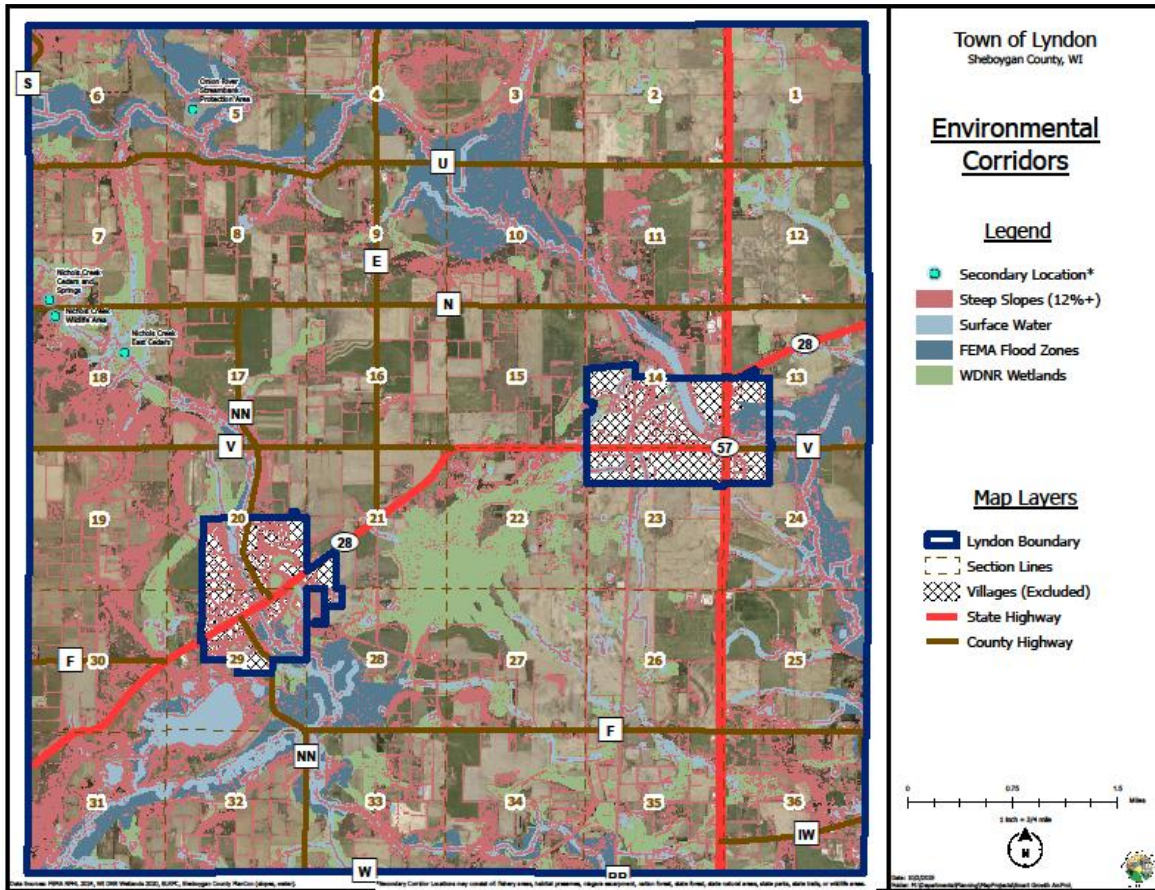 Town of Lyndon
Sheboygan County, WI
Environmental
Corridors
Legend
Secondary Location*
Steep Slopes (12%+)
Surface Water
FEMA Flood Zones
WDNR Wetlands
Map Layers
Lyndon Boundary
Section Lines
Villages (Excluded)
State Highway
County Highway
0 0.75 1.5
Miles
1 inch = 3/4 mile
N
S
6
Onion River
Streambank
Protection Area
5
4
3
2
1
U
7
8
9
10
11
12
E
Nichols Creek
Cedars and
Springs
N
Nichols Creek
Wildlife Area
Nichols Creek
East Cedars
28
18
17
16
15
14
13
NN
V
57
V
19
20
21
22
23
24
28
F
30
29
28
27
26
25
F
NN
31
32
33
34
35
36
IW
W